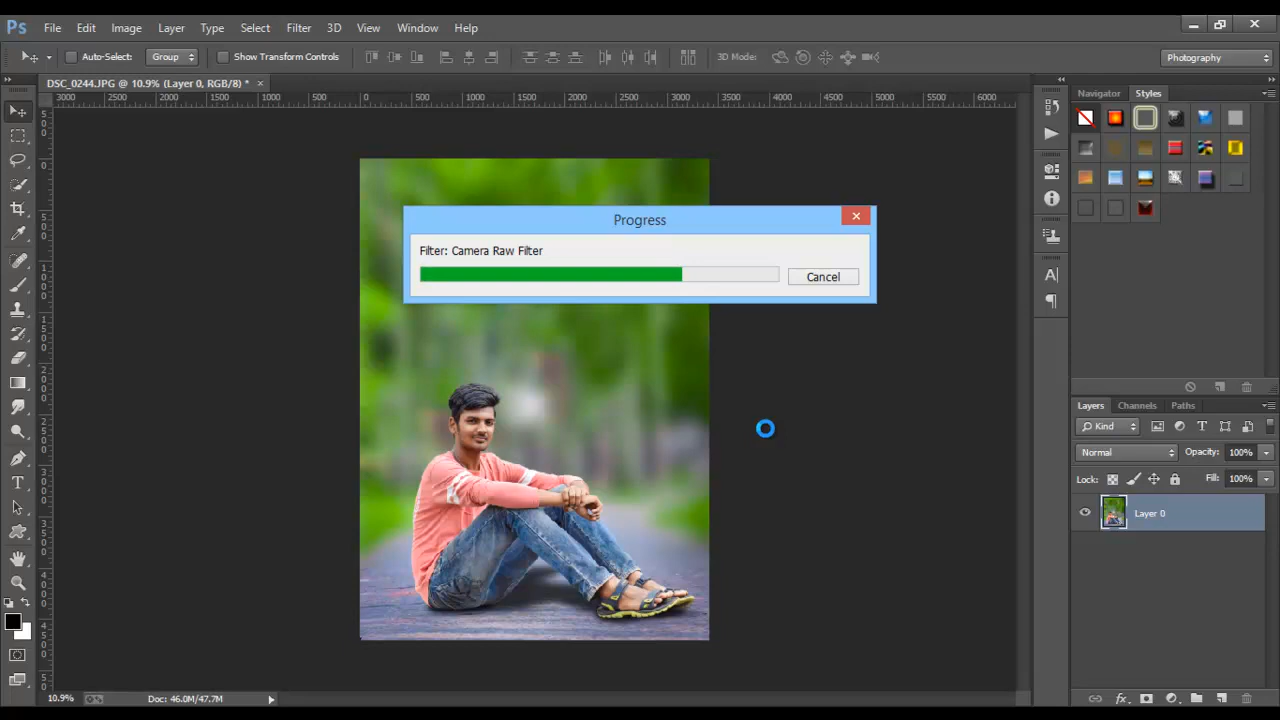 Ps File Edit Image Layer Type Select Filter 3D View Window Help
Auto-Select: Group Show Transform Controls 3D Mode: Photography
DSC_0244.JPG @ 10.9% (Layer 0, RGB/8) * ×
3000 2500 2000 1500 1000 500 0 500 1000 1500 2000 2500 3000 3500 4000 4500 5000 5500 6000
Navigator Styles
Progress
Filter: Camera Raw Filter
Cancel
Layers Channels Paths
Kind
Normal Opacity: 100%
Lock: Fill: 100%
Layer 0
10.9% Doc: 46.0M/47.7M